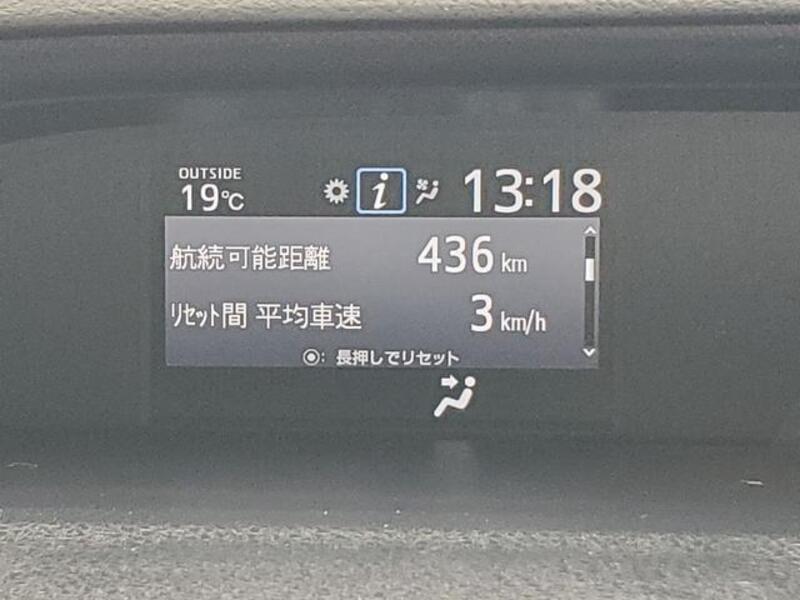 OUTSIDE
19℃
i
13:18
航続可能距離 436 km
ﾘｾｯﾄ間 平均車速 3 km/h
◉: 長押しでリセット